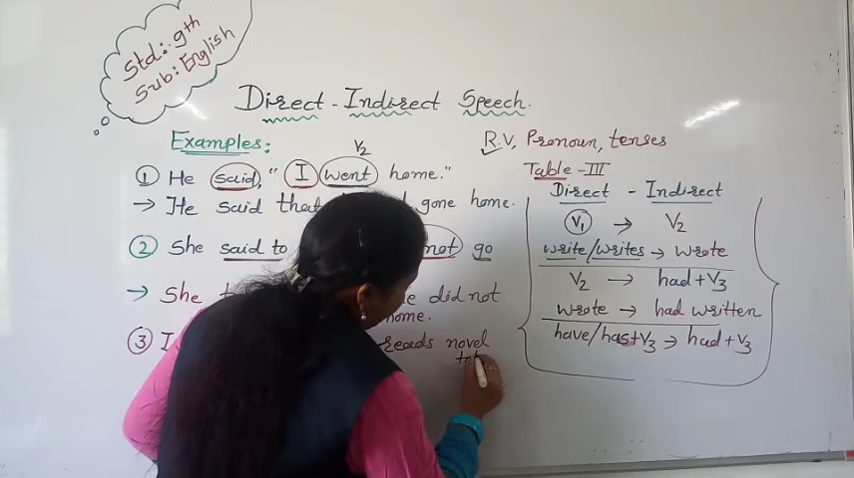 Std: 9th
Sub: English
Direct - Indirect Speech.
Examples:
V2
① He said, " I went home."
→ He said that gone home.
② She said to not go
→ She did not
home.
③ I reads novel
R.V, Pronoun, tenses
Table - III
Direct - Indirect
V1 → V2
write/writes → wrote
V2 → had + V3
wrote → had written
have/has+V3 → had + V3